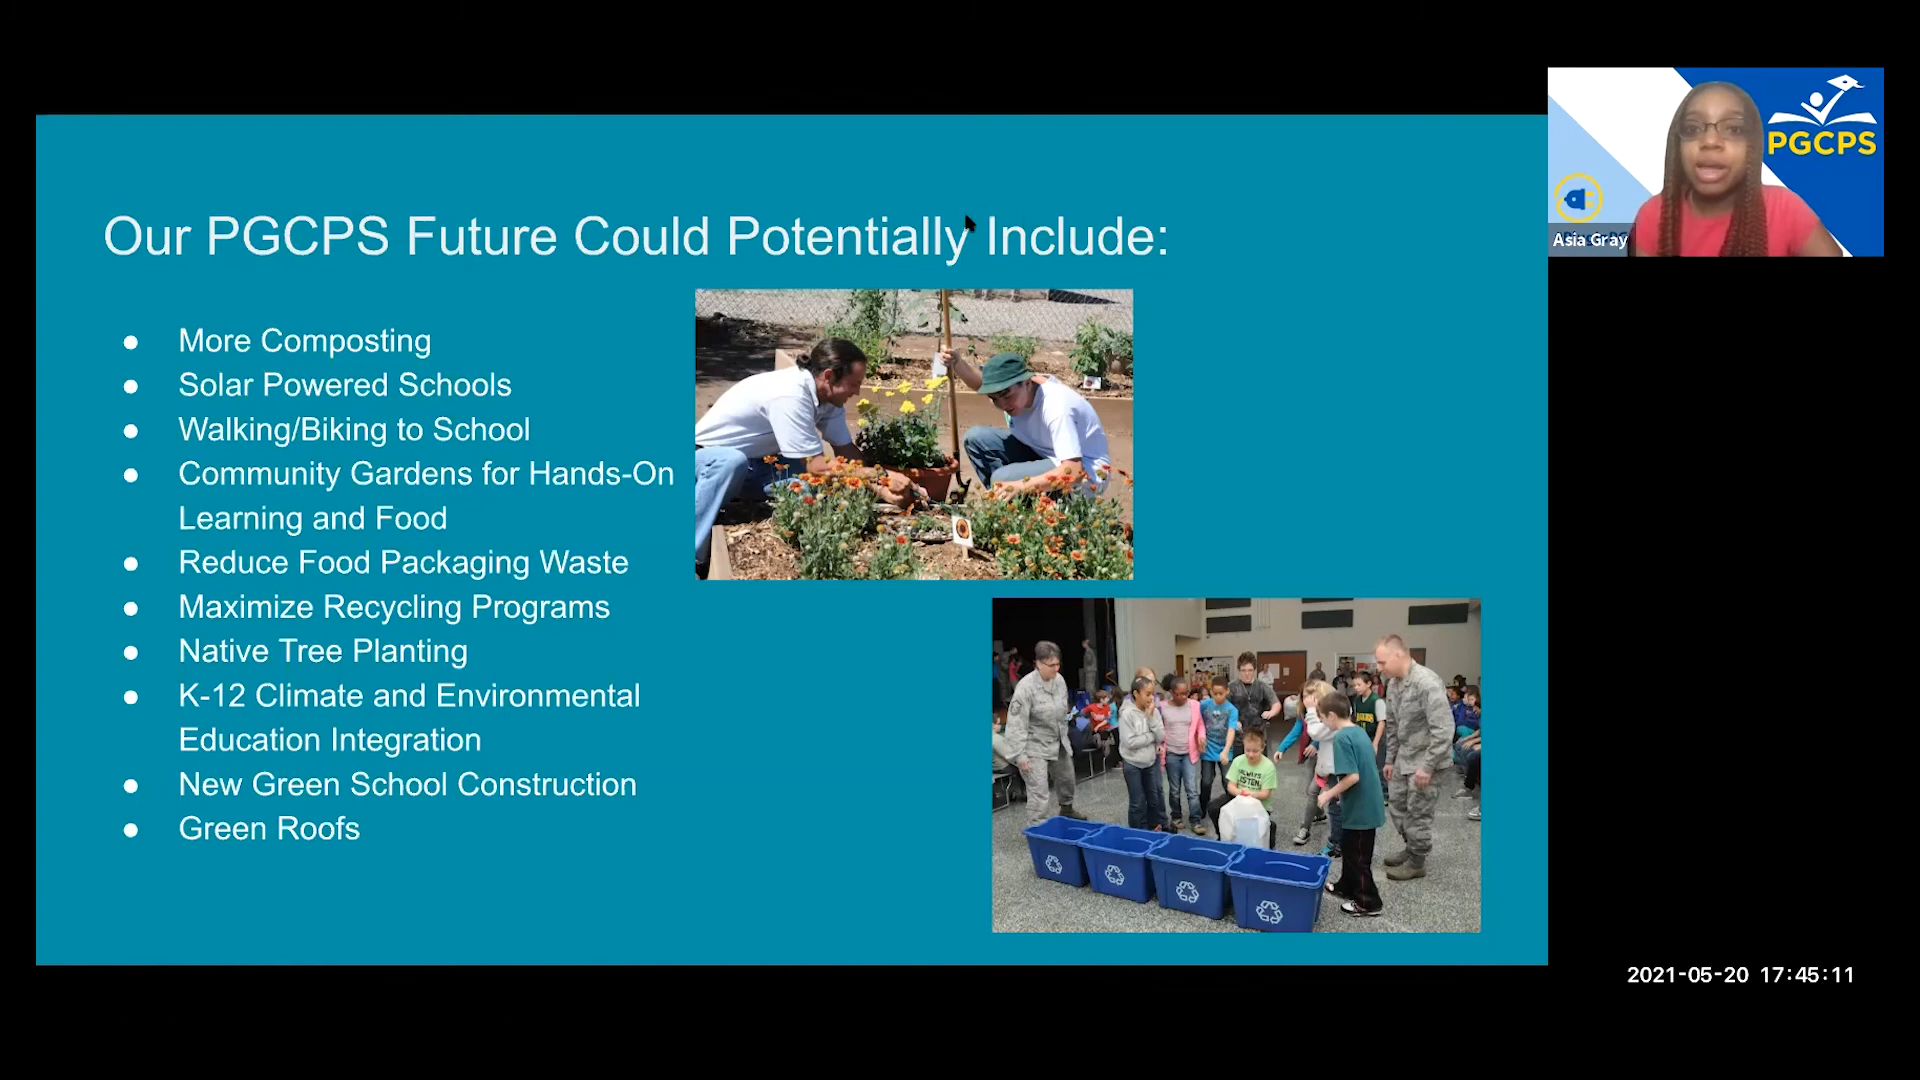 PGCPS
Asia Gray
Our PGCPS Future Could Potentially Include:
● More Composting
● Solar Powered Schools
● Walking/Biking to School
● Community Gardens for Hands-On
Learning and Food
● Reduce Food Packaging Waste
● Maximize Recycling Programs
● Native Tree Planting
● K-12 Climate and Environmental
Education Integration
● New Green School Construction
● Green Roofs
ALWAYS
LISTEN
2021-05-20 17:45:11